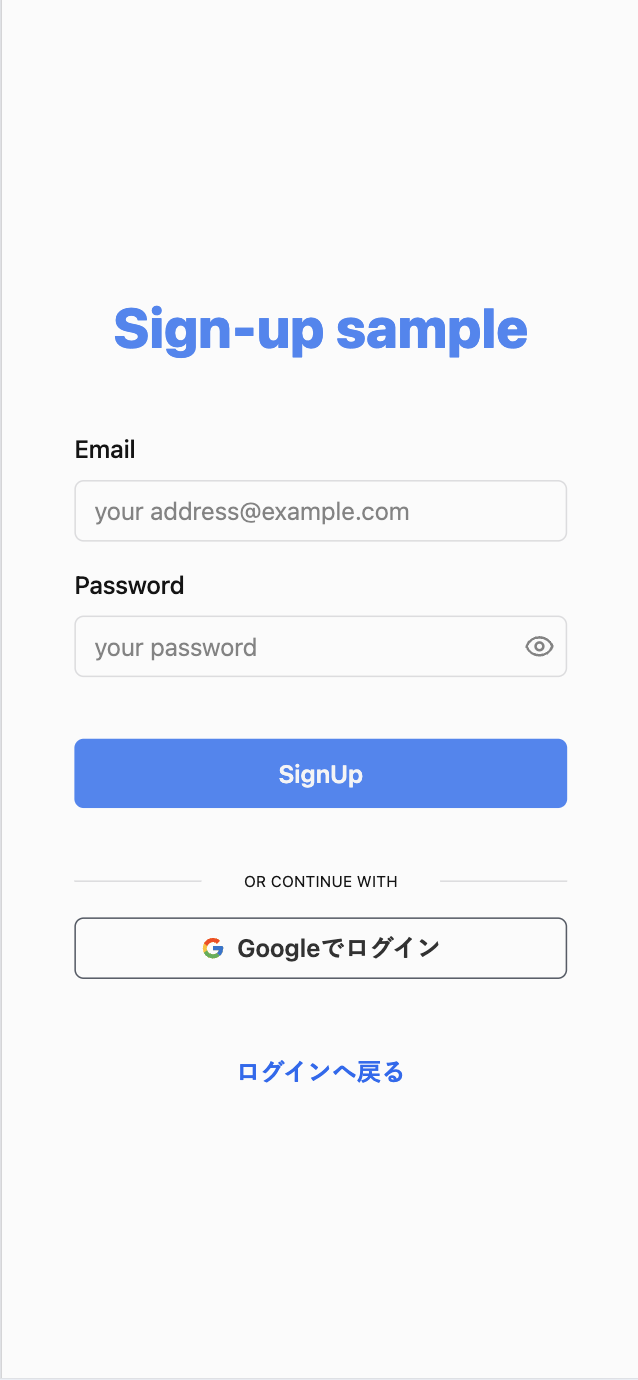 Sign-up sample
Email
your address@example.com
Password
your password
SignUp
OR CONTINUE WITH
Googleでログイン
ログインへ戻る